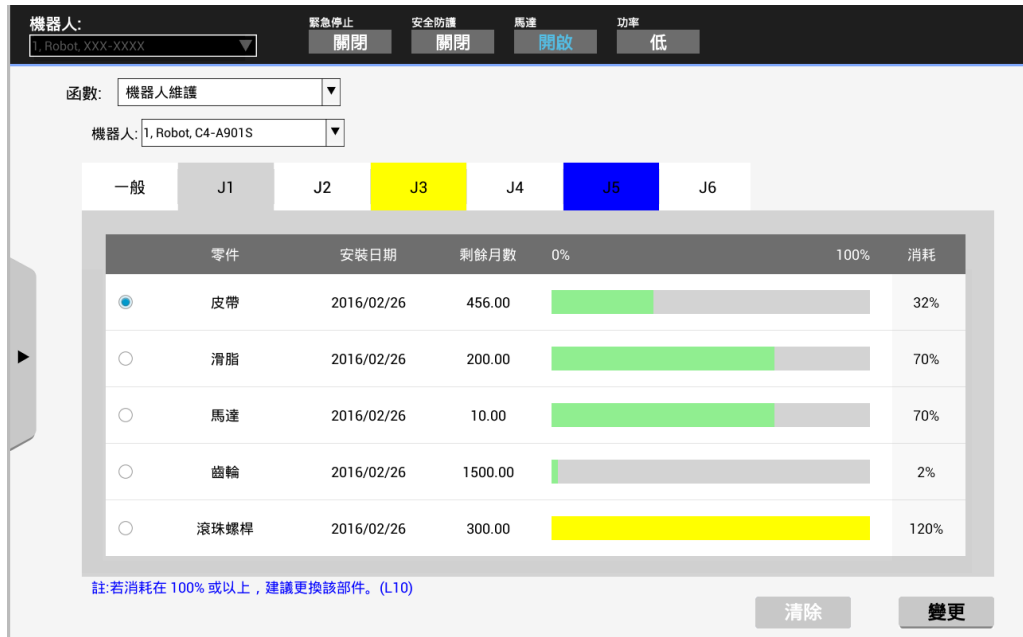 機器人:
緊急停止 安全防護 馬達 功率
1, Robot, XXX-XXXX 關閉 關閉 開啟 低
函數: 機器人維護
機器人: 1, Robot, C4-A901S
一般 J1 J2 J3 J4 J5 J6
零件 安裝日期 剩餘月數 0% 100% 消耗
皮帶 2016/02/26 456.00 32%
滑脂 2016/02/26 200.00 70%
馬達 2016/02/26 10.00 70%
齒輪 2016/02/26 1500.00 2%
滾珠螺桿 2016/02/26 300.00 120%
註:若消耗在 100% 或以上，建議更換該部件。(L10)
清除 變更